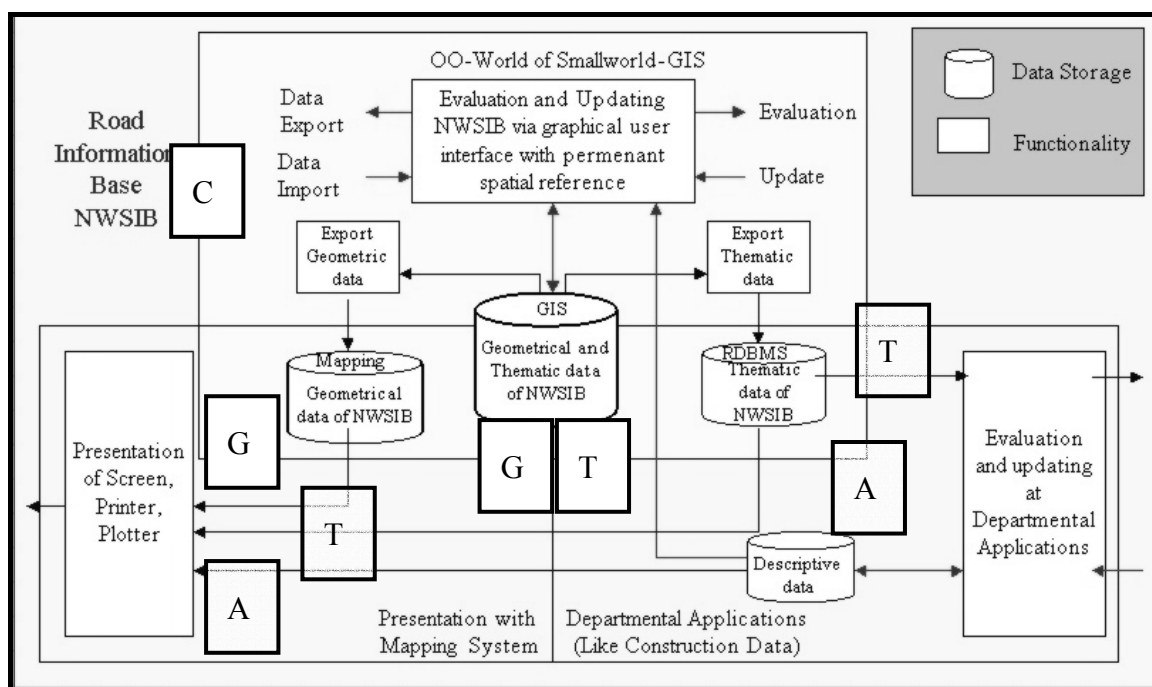 OO-World of Smallworld-GIS
Data Storage
Functionality
Road
Information
Base
NWSIB
C
Data
Export
Data
Import
Evaluation and Updating
NWSIB via graphical user
interface with permenant
spatial reference
Evaluation
Update
Export
Geometric
data
Export
Thematic
data
GIS
Geometrical and
Thematic data
of NWSIB
Mapping
Geometrical
data of NWSIB
RDBMS
Thematic
data of
NWSIB
T
G
G
T
A
Presentation
of Screen,
Printer,
Plotter
T
A
Evaluation
and updating
at
Departmental
Applications
Descriptive
data
Presentation with
Mapping System
Departmental Applications
(Like Construction Data)